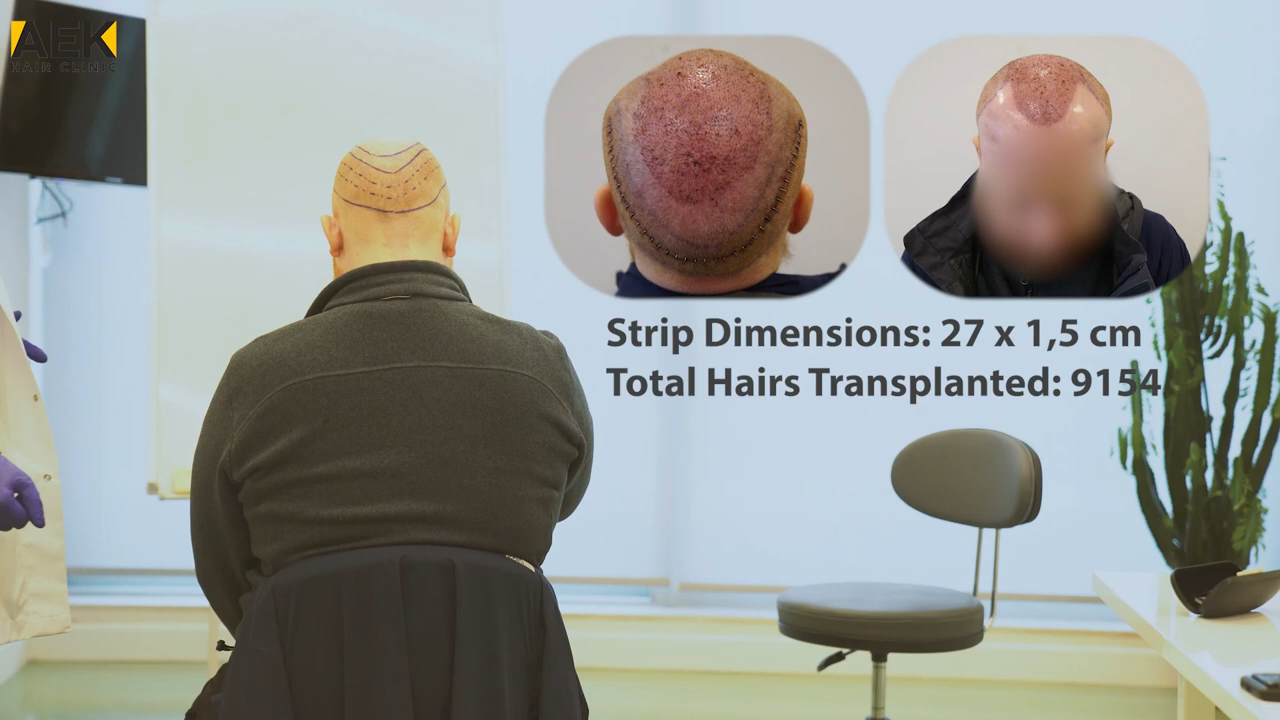 AEK
HAIR CLINIC
Strip Dimensions: 27 x 1,5 cm
Total Hairs Transplanted: 9154